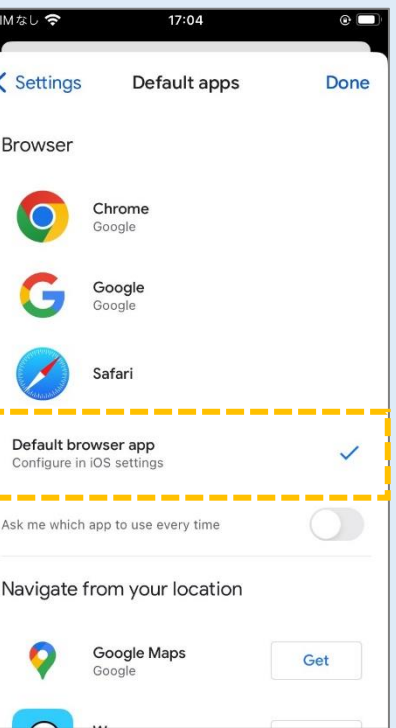 Mなし 17:04
Settings Default apps Done
Browser
Chrome
Google
Google
Google
Safari
Default browser app
Configure in iOS settings
Ask me which app to use every time
Navigate from your location
Google Maps
Google
Get